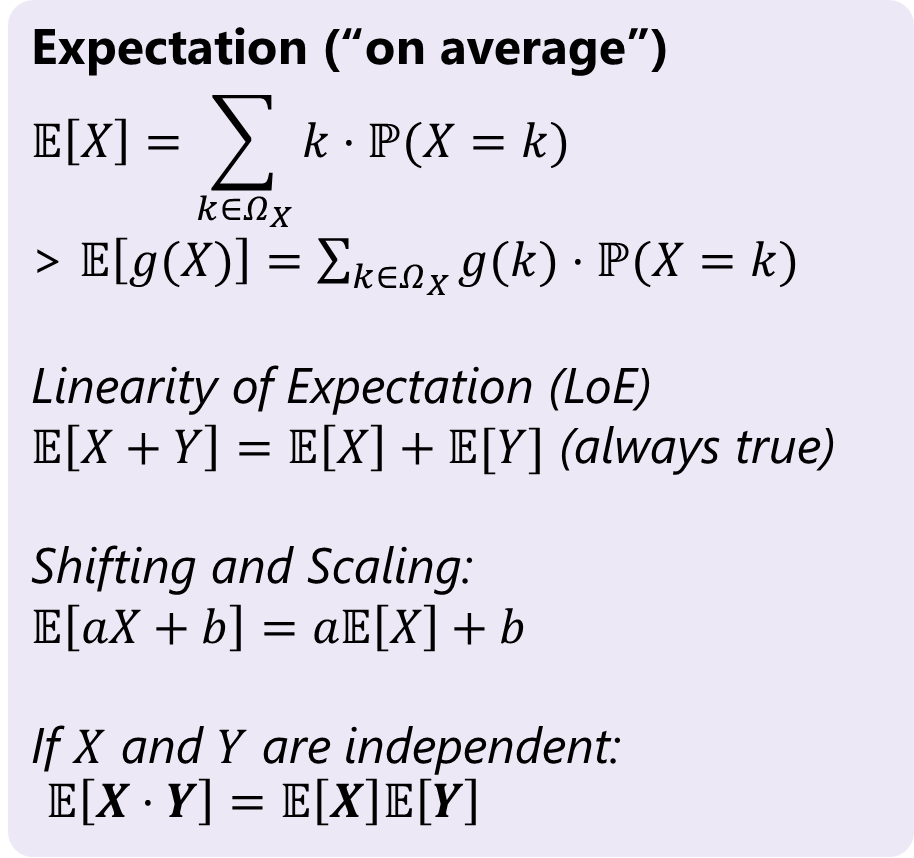 Expectation (“on average”)
𝔼[X] = ∑_{k∈Ω_X} k · ℙ(X = k)
> 𝔼[g(X)] = ∑_{k∈Ω_X} g(k) · ℙ(X = k)
Linearity of Expectation (LoE)
𝔼[X + Y] = 𝔼[X] + 𝔼[Y] (always true)
Shifting and Scaling:
𝔼[aX + b] = a𝔼[X] + b
If X and Y are independent:
𝔼[X · Y] = 𝔼[X]𝔼[Y]